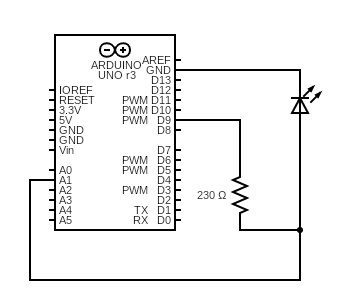 ARDUINO
UNO r3
AREF
GND
D13
IOREF D12
RESET PWM D11
3.3V PWM D10
5V PWM D9
GND D8
GND
Vin D7
PWM D6
A0 PWM D5
A1 D4
A2 PWM D3
A3 D2
A4 TX D1
A5 RX D0
230 Ω